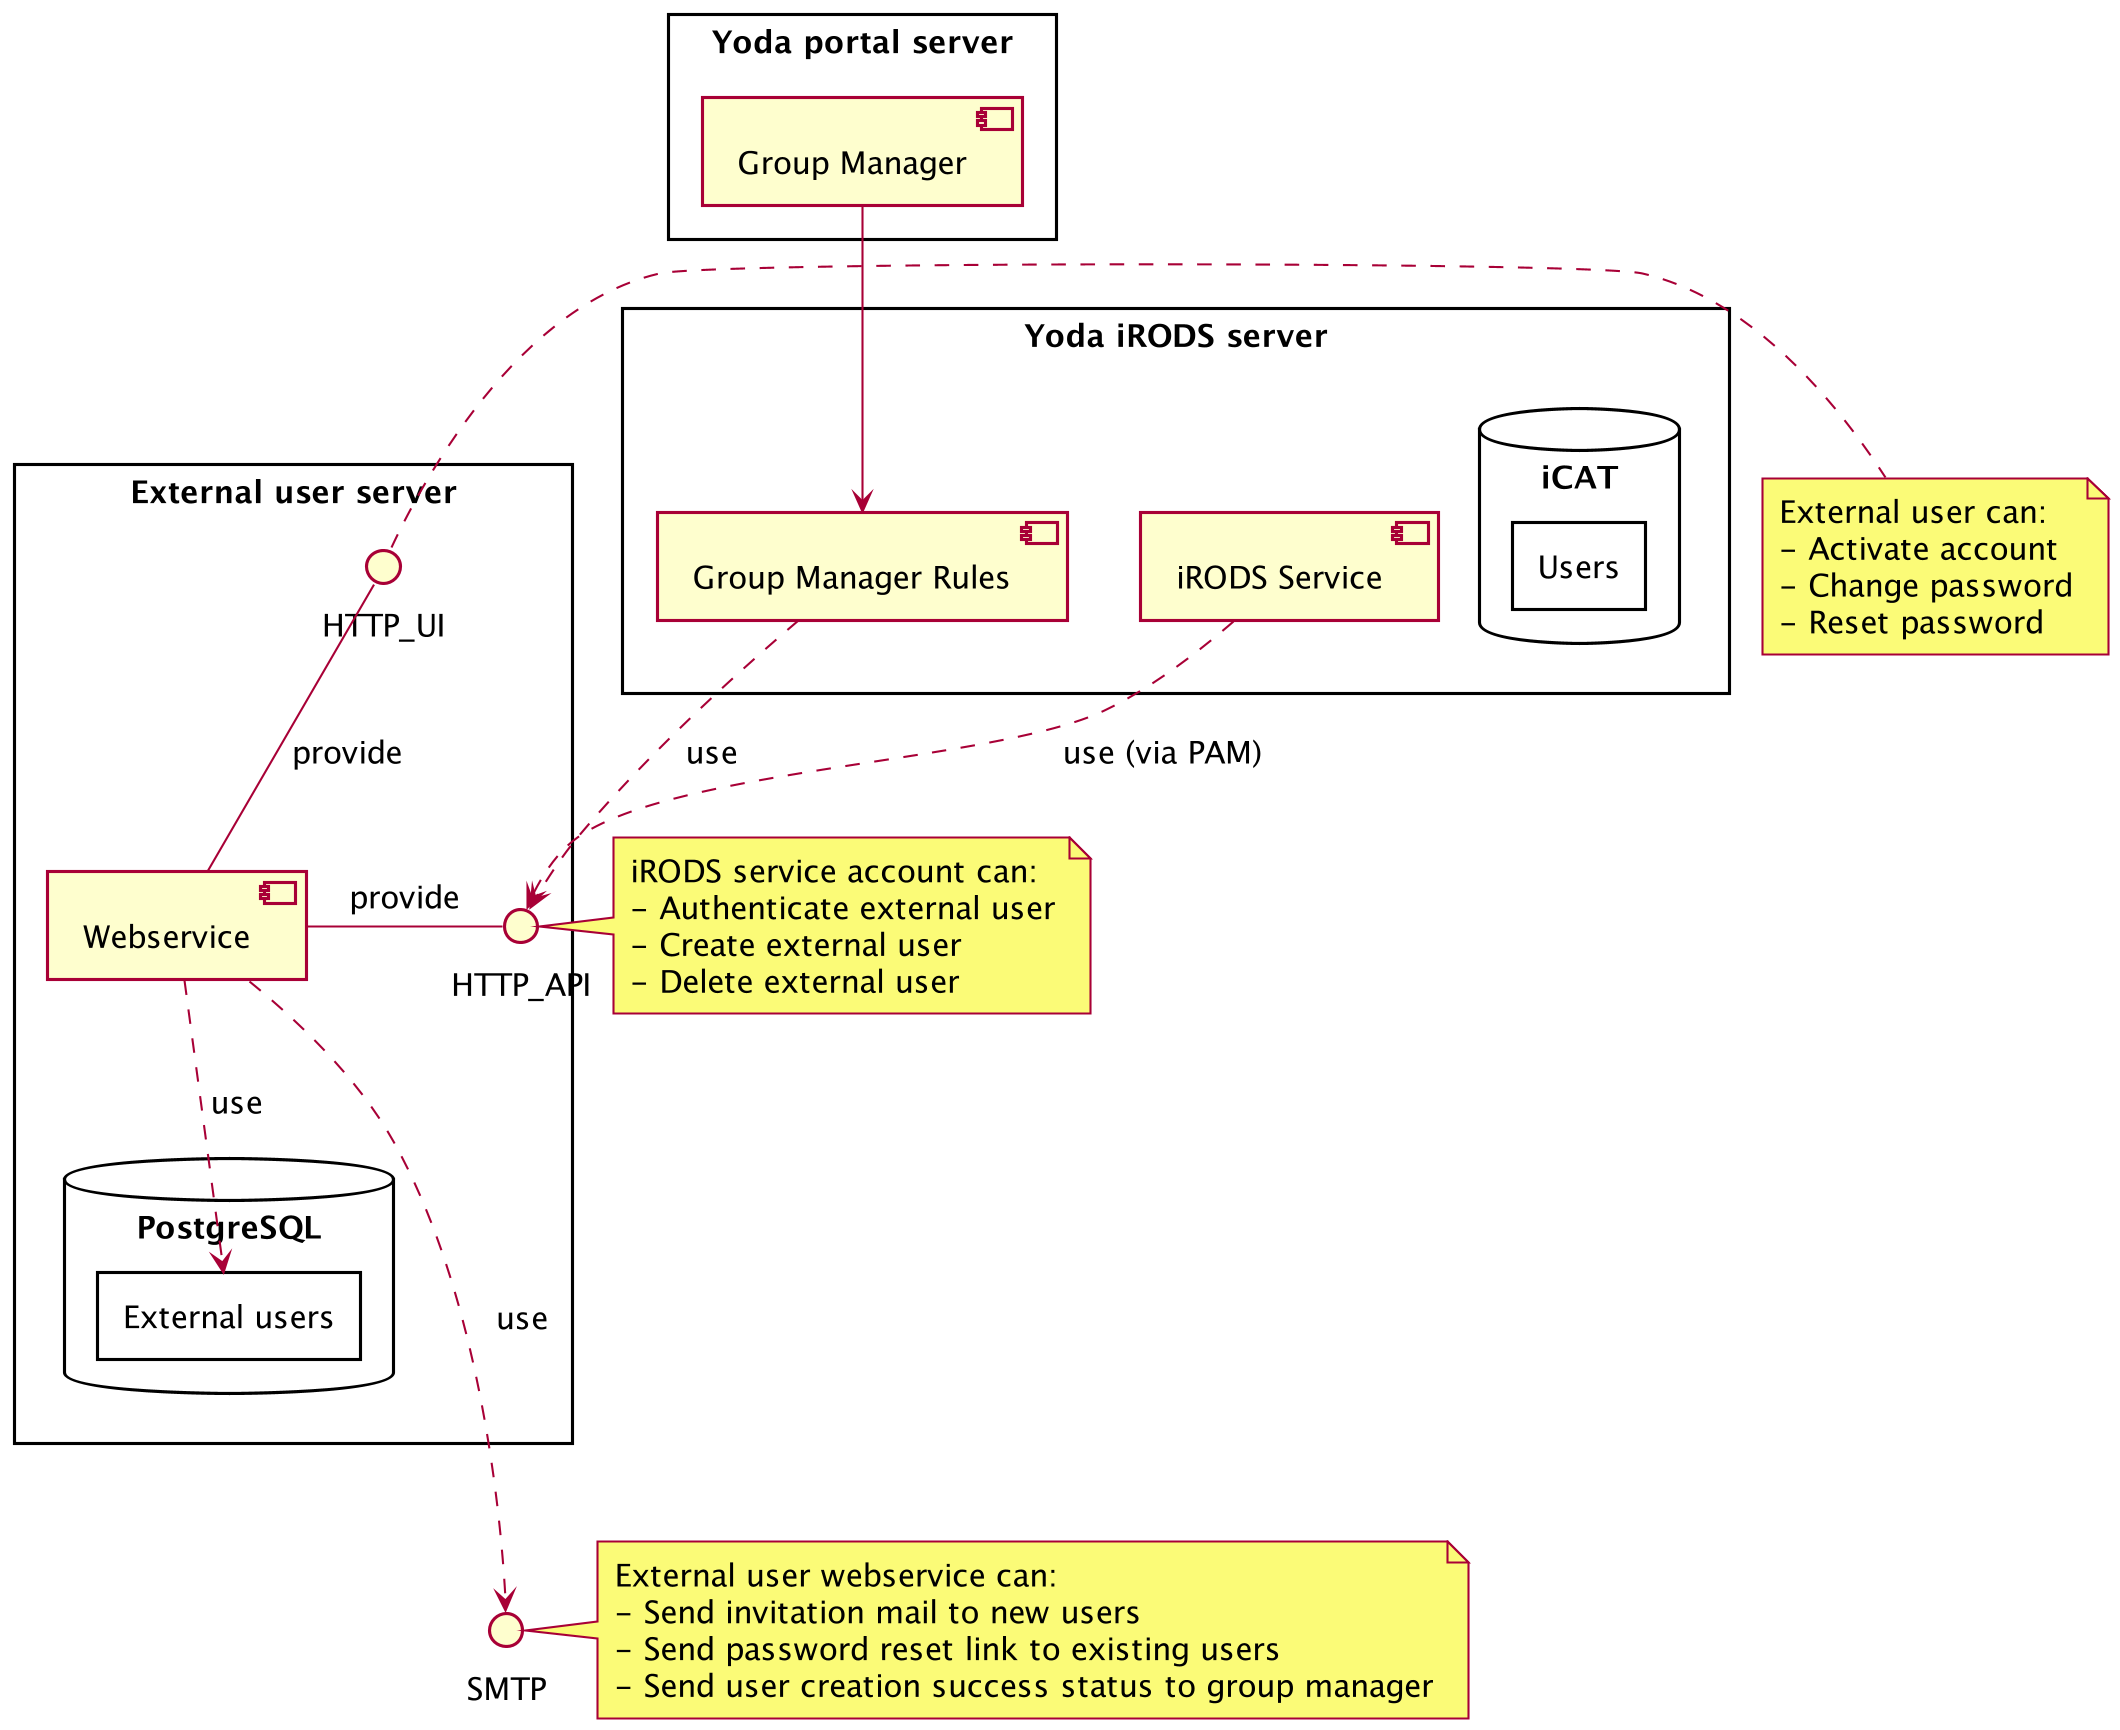 Yoda portal server
Group Manager
Yoda iRODS server
iCAT
Users
Group Manager Rules
iRODS Service
External user can:
- Activate account
- Change password
- Reset password
External user server
HTTP_UI
provide
use
use (via PAM)
Webservice
provide
HTTP_API
iRODS service account can:
- Authenticate external user
- Create external user
- Delete external user
use
PostgreSQL
External users
use
SMTP
External user webservice can:
- Send invitation mail to new users
- Send password reset link to existing users
- Send user creation success status to group manager